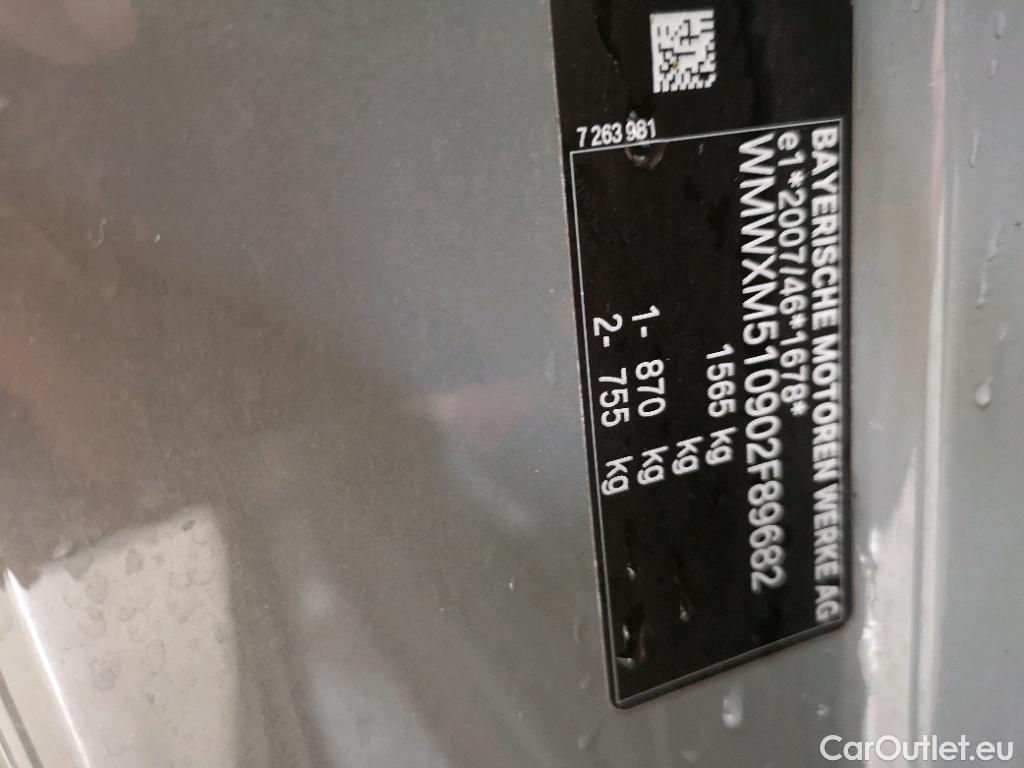 7 263 981
BAYERISCHE MOTOREN WERKE AG
e1*2007/46*1678*
WMWXM510902F89682
1565 kg
kg
1- 870 kg
2- 755 kg
CarOutlet.eu